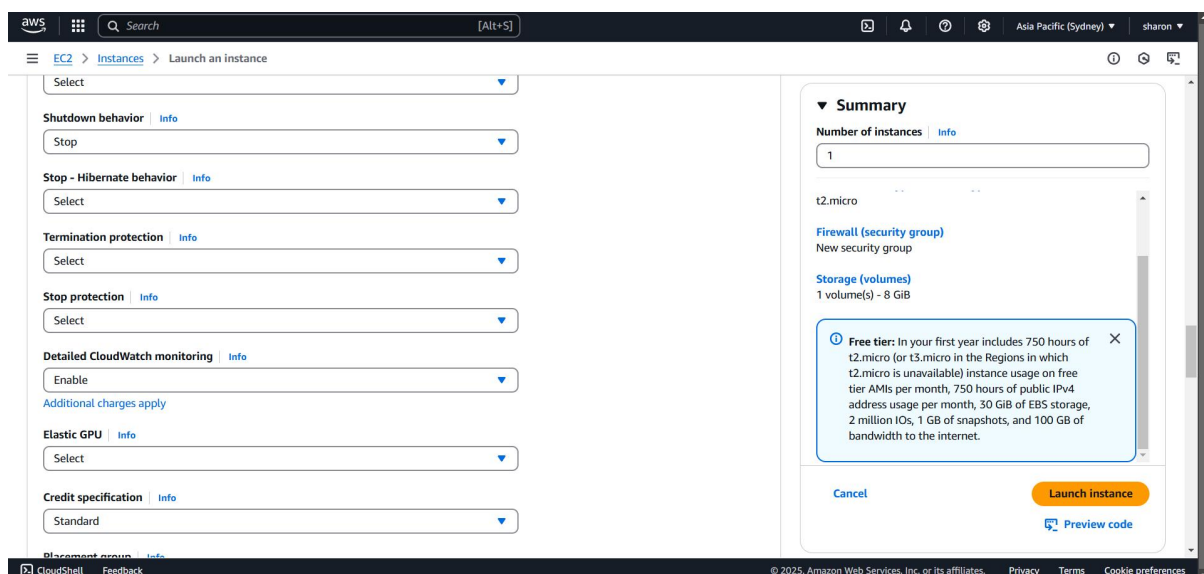 aws
Search
[Alt+S]
Asia Pacific (Sydney)
sharon
EC2 > Instances > Launch an instance
Select
Shutdown behavior Info
Stop
Stop - Hibernate behavior Info
Select
Termination protection Info
Select
Stop protection Info
Select
Detailed CloudWatch monitoring Info
Enable
Additional charges apply
Elastic GPU Info
Select
Credit specification Info
Standard
Placement group Info
Summary
Number of instances Info
1
t2.micro
Firewall (security group)
New security group
Storage (volumes)
1 volume(s) - 8 GiB
Free tier: In your first year includes 750 hours of
t2.micro (or t3.micro in the Regions in which
t2.micro is unavailable) instance usage on free
tier AMIs per month, 750 hours of public IPv4
address usage per month, 30 GiB of EBS storage,
2 million IOs, 1 GB of snapshots, and 100 GB of
bandwidth to the internet.
Cancel
Launch instance
Preview code
CloudShell Feedback
© 2025, Amazon Web Services, Inc. or its affiliates. Privacy Terms Cookie preferences